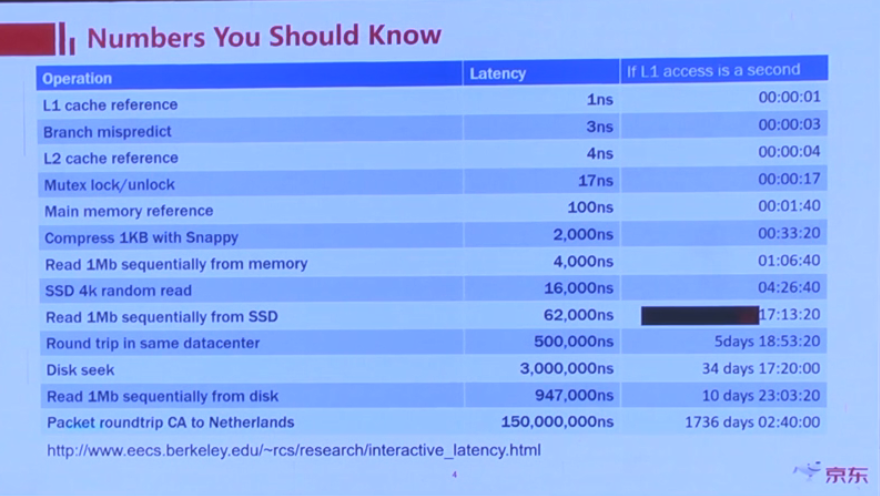 Numbers You Should Know
Operation Latency If L1 access is a second
L1 cache reference 1ns 00:00:01
Branch mispredict 3ns 00:00:03
L2 cache reference 4ns 00:00:04
Mutex lock/unlock 17ns 00:00:17
Main memory reference 100ns 00:01:40
Compress 1KB with Snappy 2,000ns 00:33:20
Read 1Mb sequentially from memory 4,000ns 01:06:40
SSD 4k random read 16,000ns 04:26:40
Read 1Mb sequentially from SSD 62,000ns 17:13:20
Round trip in same datacenter 500,000ns 5days 18:53:20
Disk seek 3,000,000ns 34 days 17:20:00
Read 1Mb sequentially from disk 947,000ns 10 days 23:03:20
Packet roundtrip CA to Netherlands 150,000,000ns 1736 days 02:40:00
http://www.eecs.berkeley.edu/~rcs/research/interactive_latency.html
4
京东